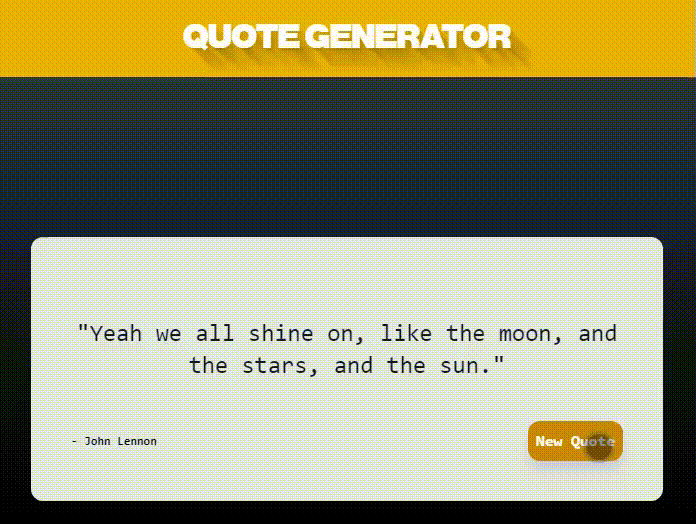 QUOTE GENERATOR
"Yeah we all shine on, like the moon, and
the stars, and the sun."
- John Lennon
New Quote